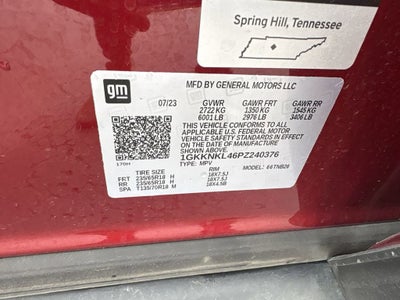 Spring Hill, Tennessee
gm
MFD BY GENERAL MOTORS LLC
07/23 GVWR GAWR FRT GAWR RR
2722 KG 1350 KG 1545 KG
6001 LB 2976 LB 3406 LB
THIS VEHICLE CONFORMS TO ALL
APPLICABLE U.S. FEDERAL MOTOR
VEHICLE SAFETY STANDARDS IN EFFECT
ON THE DATE OF MANUFACTURE
SHOWN ABOVE.
1GKKNKL46PZ240376
TYPE: MPV MODEL: 66TNB26
TIRE SIZE RIM
FRT 235/65R18 H 18X7.5J
RR 235/65R18 H 18X7.5J
SPA T135/70R18 M 18X4.5B